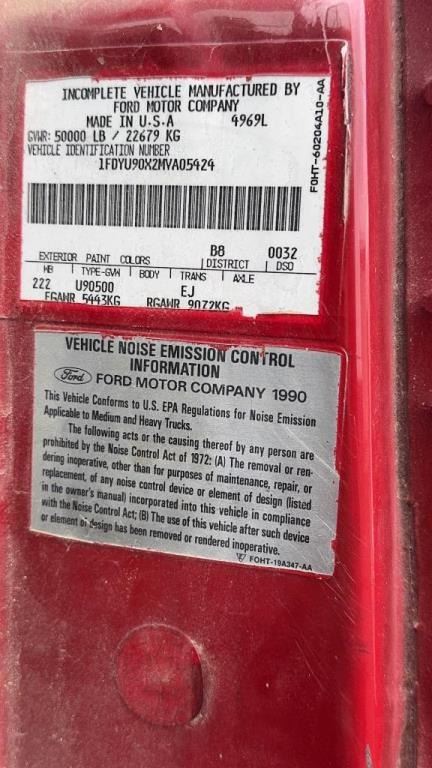 INCOMPLETE VEHICLE MANUFACTURED BY
FORD MOTOR COMPANY
MADE IN U.S.A 4969L
GVWR: 50000 LB / 22679 KG
VEHICLE IDENTIFICATION NUMBER
1FDYU90X2MVA05424
F0HT-60204A10-AA
B8 0032
EXTERIOR PAINT COLORS DISTRICT DSO
WB TYPE-GVW BODY TRANS AXLE
222 U90500 EJ
FGAWR 5443KG RGAWR 9072KG
VEHICLE NOISE EMISSION CONTROL
INFORMATION
Ford FORD MOTOR COMPANY 1990
This Vehicle Conforms to U.S. EPA Regulations for Noise Emission
Applicable to Medium and Heavy Trucks.
The following acts or the causing thereof by any person are
prohibited by the Noise Control Act of 1972: (A) The removal or ren-
dering inoperative, other than for purposes of maintenance, repair, or
replacement, of any noise control device or element of design (listed
in the owner's manual) incorporated into this vehicle in compliance
with the Noise Control Act; (B) The use of this vehicle after such device
or element of design has been removed or rendered inoperative.
F0HT-19A347-AA